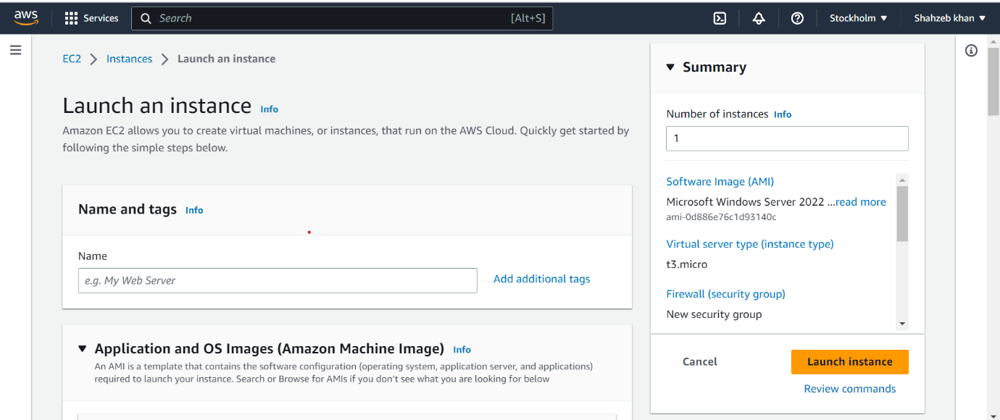 aws
Services
Search [Alt+S]
Stockholm
Shahzeb khan
EC2 Instances Launch an instance
Launch an instance Info
Amazon EC2 allows you to create virtual machines, or instances, that run on the AWS Cloud. Quickly get started by
following the simple steps below.
Name and tags Info
Name
e.g. My Web Server
Add additional tags
Application and OS Images (Amazon Machine Image) Info
An AMI is a template that contains the software configuration (operating system, application server, and applications)
required to launch your instance. Search or Browse for AMIs if you don't see what you are looking for below
Summary
Number of instances Info
1
Software Image (AMI)
Microsoft Windows Server 2022 ...read more
ami-0d886e76c1d93140c
Virtual server type (instance type)
t3.micro
Firewall (security group)
New security group
Cancel
Launch instance
Review commands